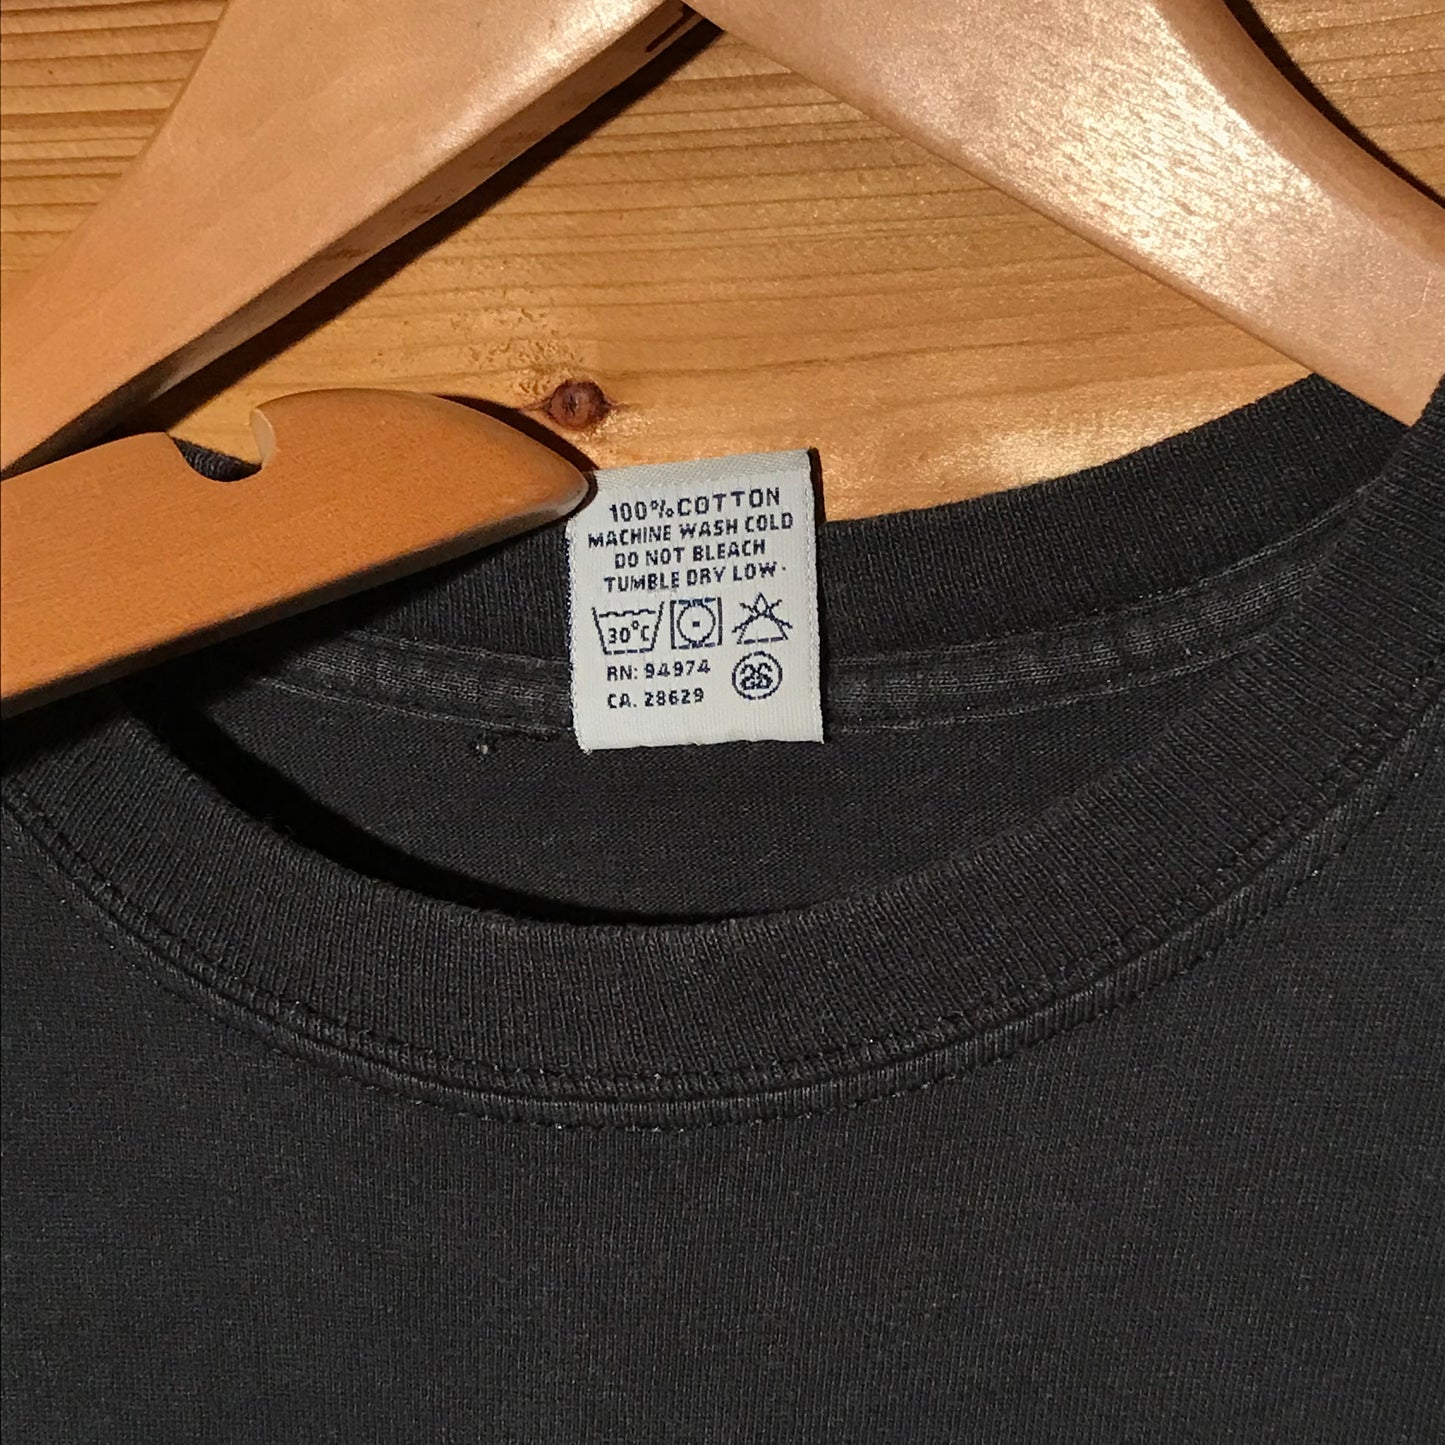 100% COTTON
MACHINE WASH COLD
DO NOT BLEACH
TUMBLE DRY LOW.
30°C
RN: 94974
CA. 28629